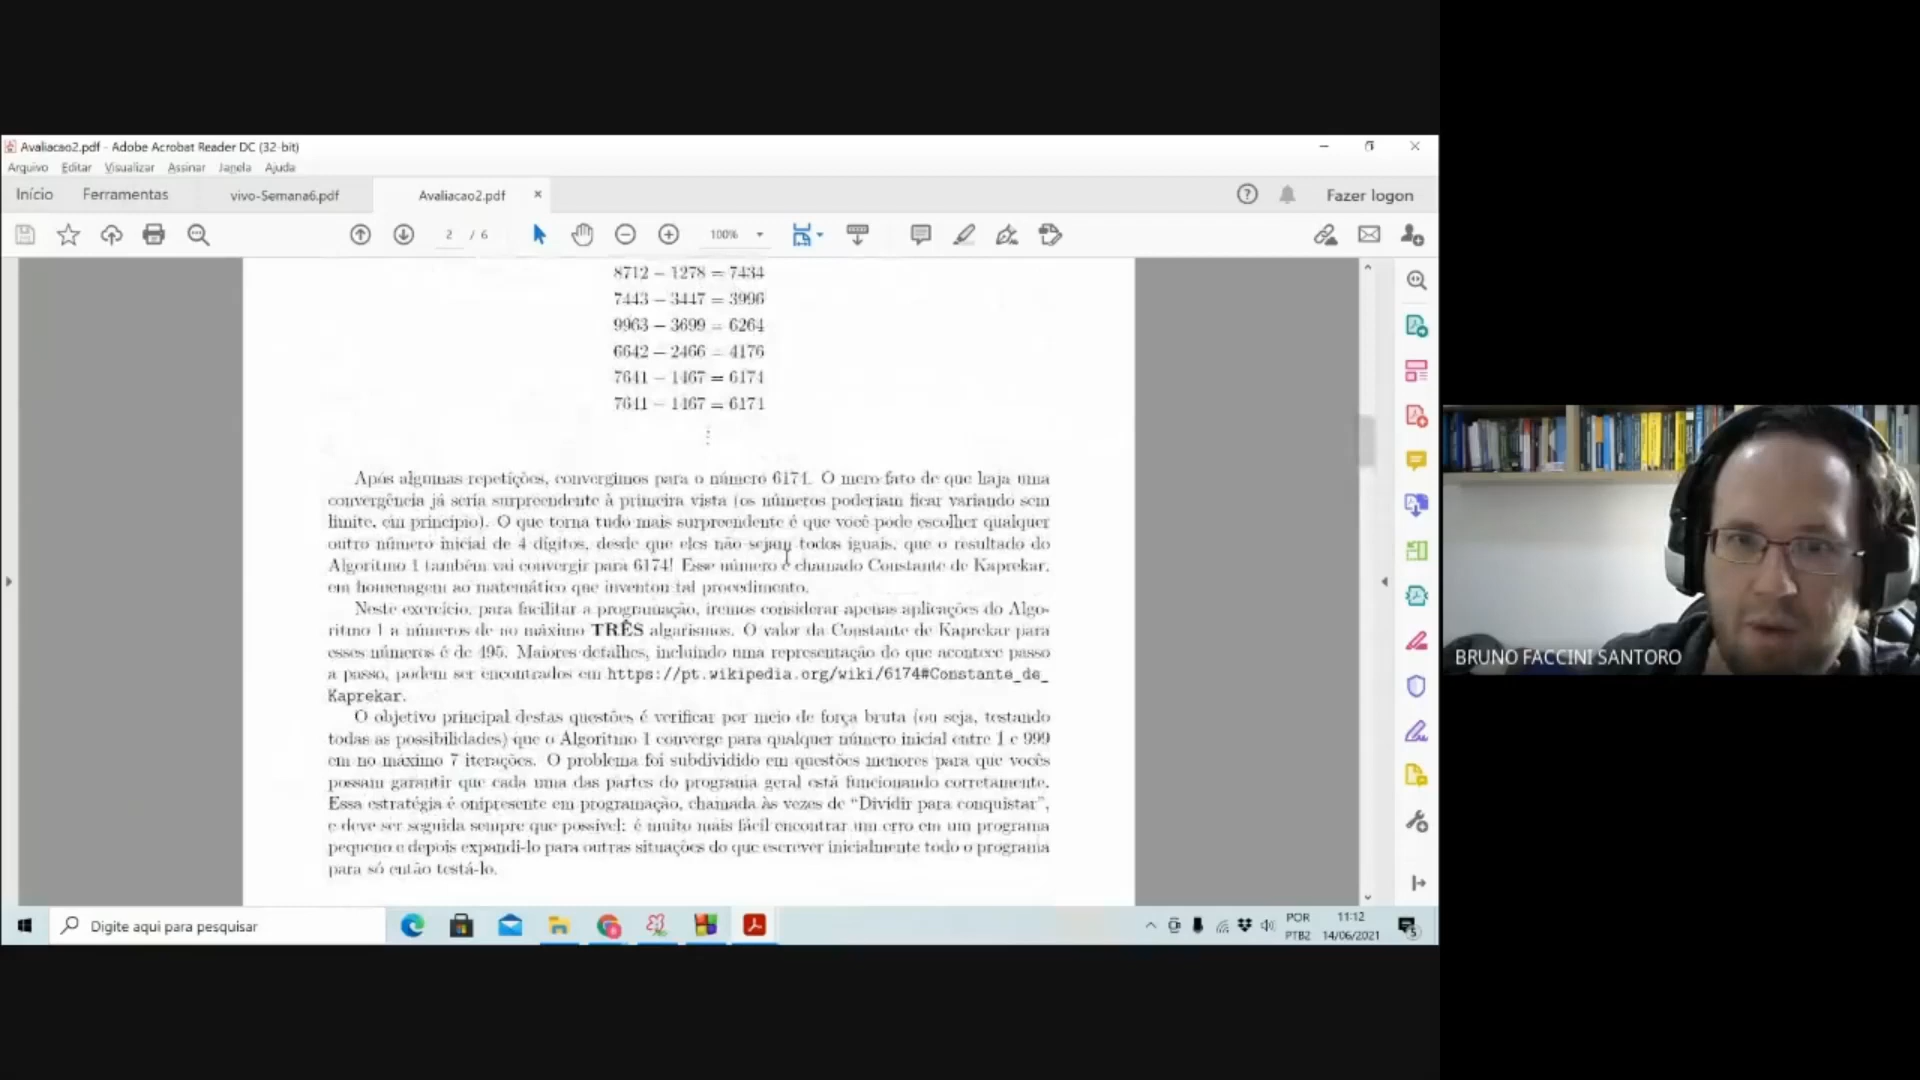 Avaliacao2.pdf - Adobe Acrobat Reader DC (32-bit)
Arquivo Editar Visualizar Assinar Janela Ajuda
Início Ferramentas vivo-Semana6.pdf Avaliacao2.pdf × Fazer logon
2 / 6 100%
8712 − 1278 = 7434
7443 − 3447 = 3996
9963 − 3699 = 6264
6642 − 2466 = 4176
7641 − 1467 = 6174
7641 − 1467 = 6174
⋮
Após algumas repetições, convergimos para o número 6174. O mero fato de que haja uma
convergência já seria surpreendente à primeira vista (os números poderiam ficar variando sem
limite, em princípio). O que torna tudo mais surpreendente é que você pode escolher qualquer
outro número inicial de 4 dígitos, desde que eles não sejam todos iguais, que o resultado do
Algoritmo 1 também vai convergir para 6174! Esse número é chamado Constante de Kaprekar,
em homenagem ao matemático que inventou tal procedimento.
Neste exercício, para facilitar a programação, iremos considerar apenas aplicações do Algo-
ritmo 1 a números de no máximo TRÊS algarismos. O valor da Constante de Kaprekar para
esses números é de 495. Maiores detalhes, incluindo uma representação do que acontece passo
a passo, podem ser encontrados em https://pt.wikipedia.org/wiki/6174#Constante_de_
Kaprekar.
O objetivo principal destas questões é verificar por meio de força bruta (ou seja, testando
todas as possibilidades) que o Algoritmo 1 converge para qualquer número inicial entre 1 e 999
em no máximo 7 iterações. O problema foi subdividido em questões menores para que vocês
possam garantir que cada uma das partes do programa geral está funcionando corretamente.
Essa estratégia é onipresente em programação, chamada às vezes de “Dividir para conquistar”,
e deve ser seguida sempre que possível: é muito mais fácil encontrar um erro em um programa
pequeno e depois expandi-lo para outras situações do que escrever inicialmente todo o programa
para só então testá-lo.
BRUNO FACCINI SANTORO
Digite aqui para pesquisar
POR 11:12
PTB2 14/06/2021 5